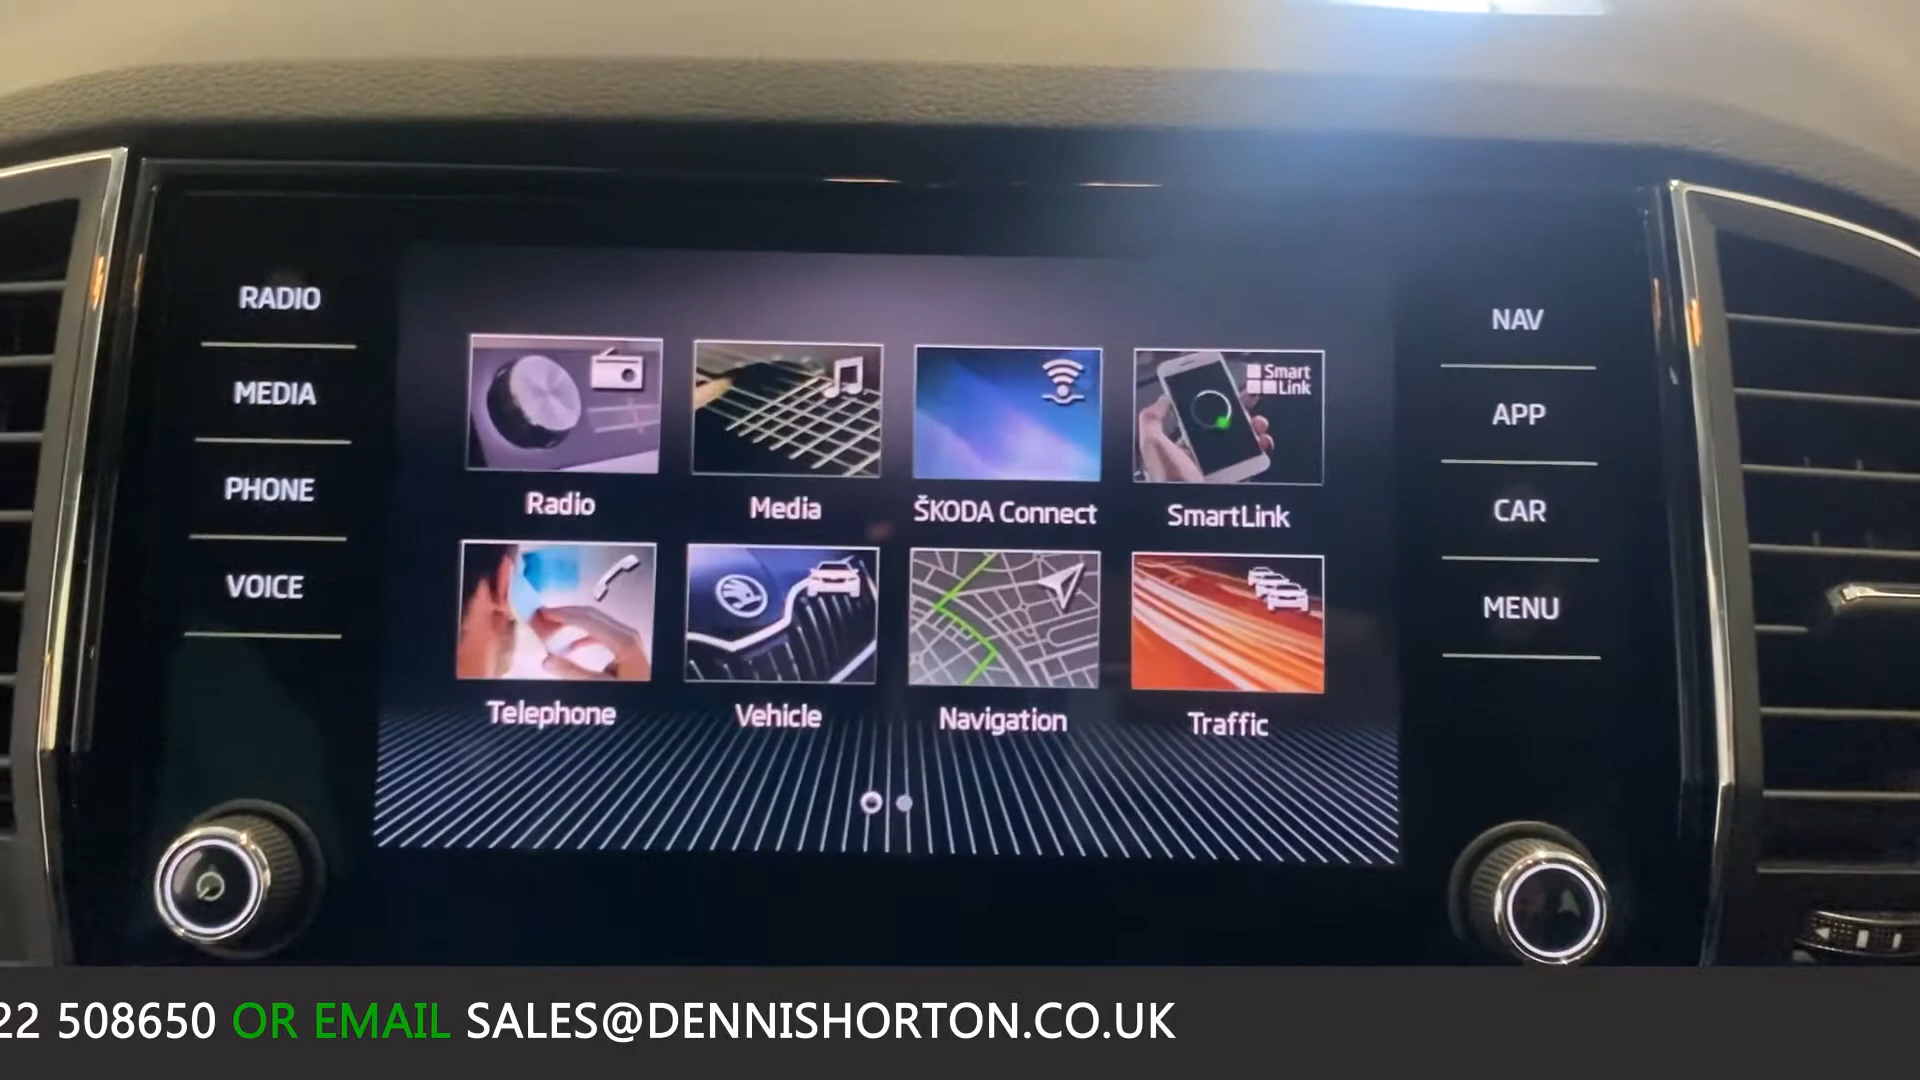 RADIO
MEDIA
PHONE
VOICE
Smart
Link
Radio
Media
ŠKODA Connect
SmartLink
Telephone
Vehicle
Navigation
Traffic
NAV
APP
CAR
MENU
22 508650 OR EMAIL SALES@DENNISHORTON.CO.UK